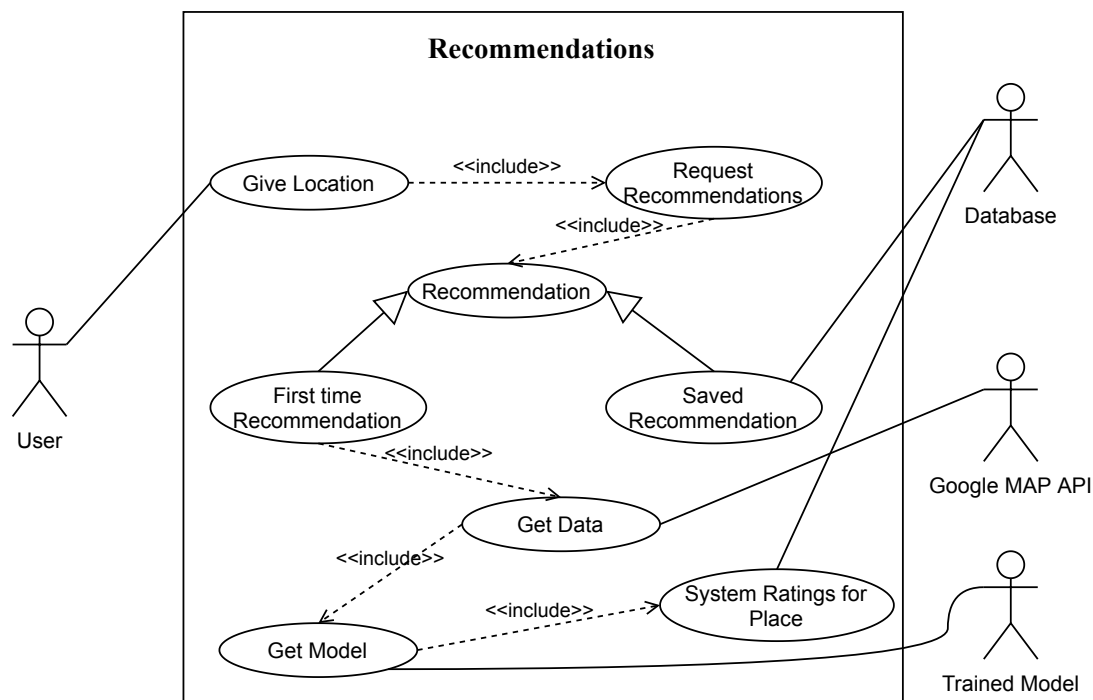 Recommendations
Give Location
<<include>>
Request
Recommendations
Database
<<include>>
Recommendation
User
First time
Recommendation
Saved
Recommendation
<<include>>
Google MAP API
Get Data
<<include>>
System Ratings for
Place
<<include>>
Get Model
Trained Model